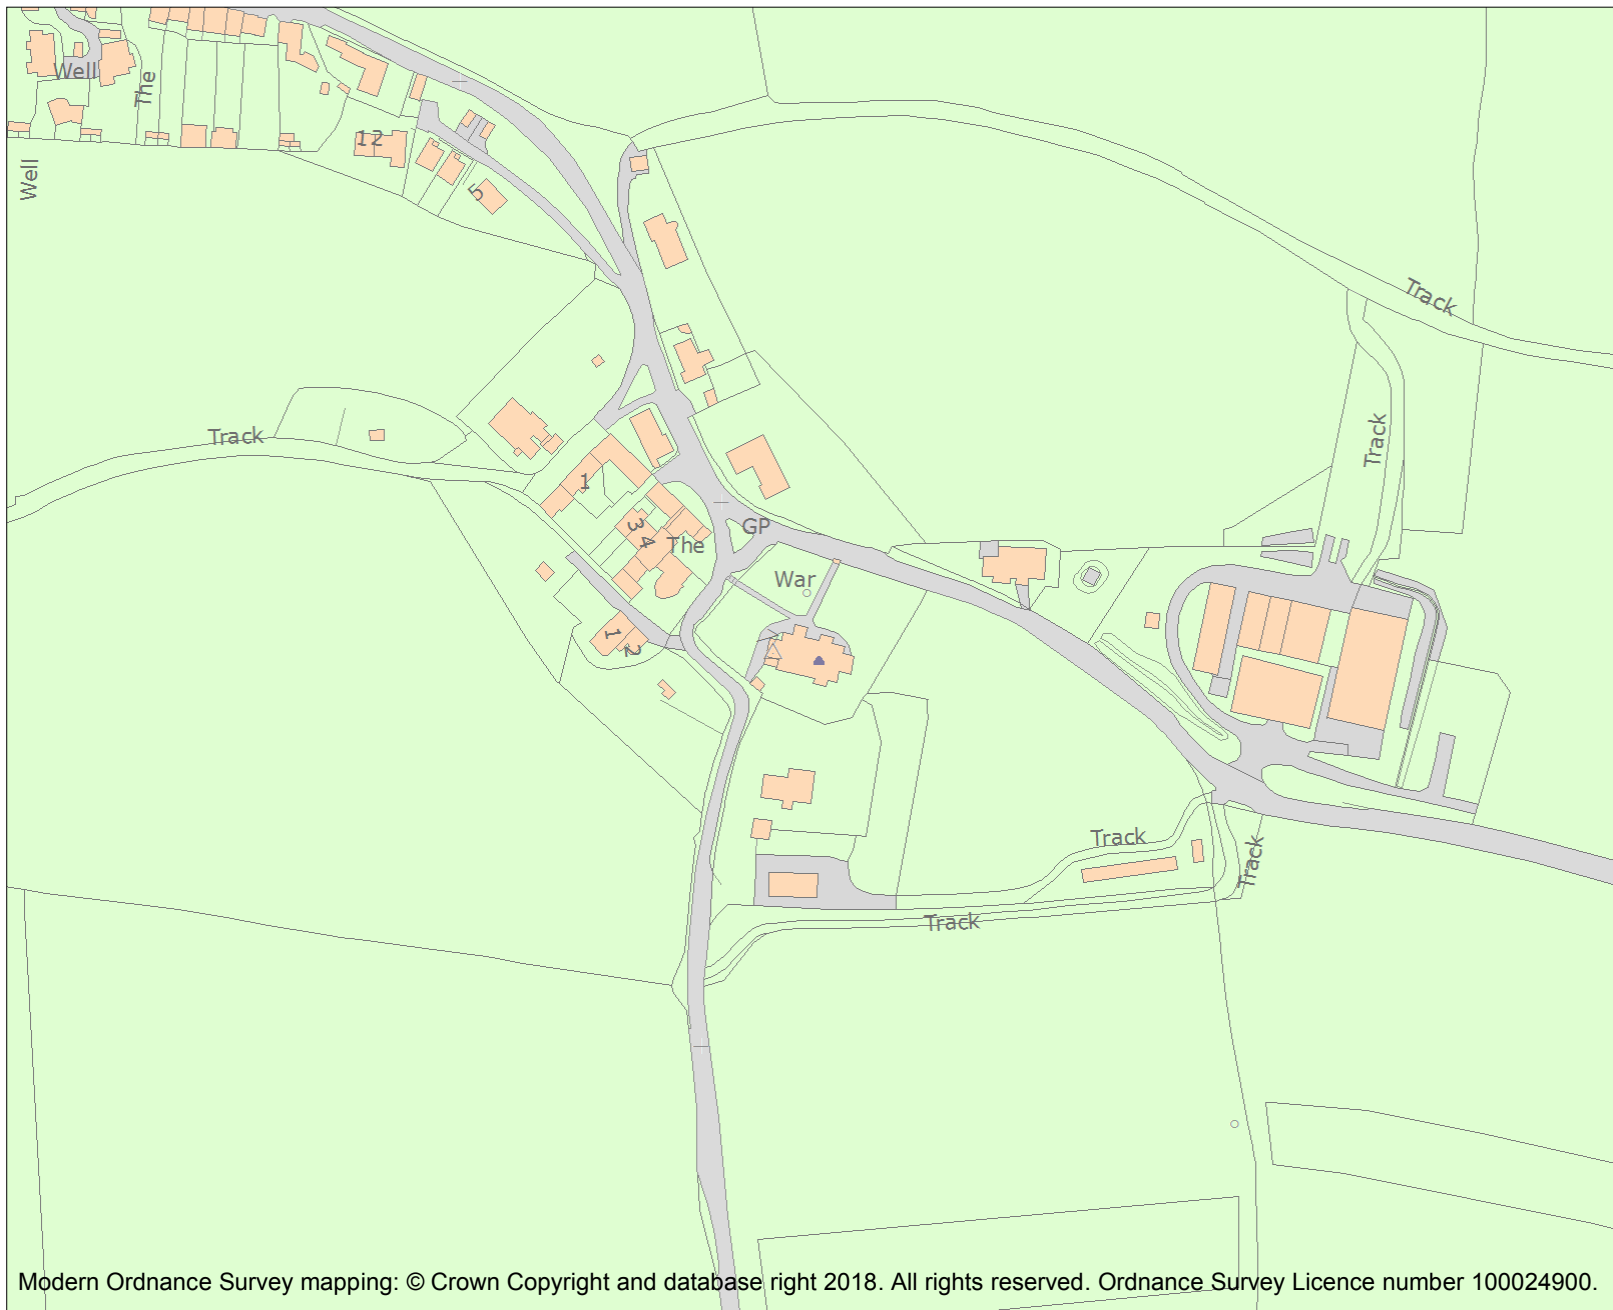 Well
The
12
Well
5
Track
Track
Track
1
3
4
The
GP
War
1
2
Track
Track
Track
Modern Ordnance Survey mapping: © Crown Copyright and database right 2018. All rights reserved. Ordnance Survey Licence number 100024900.